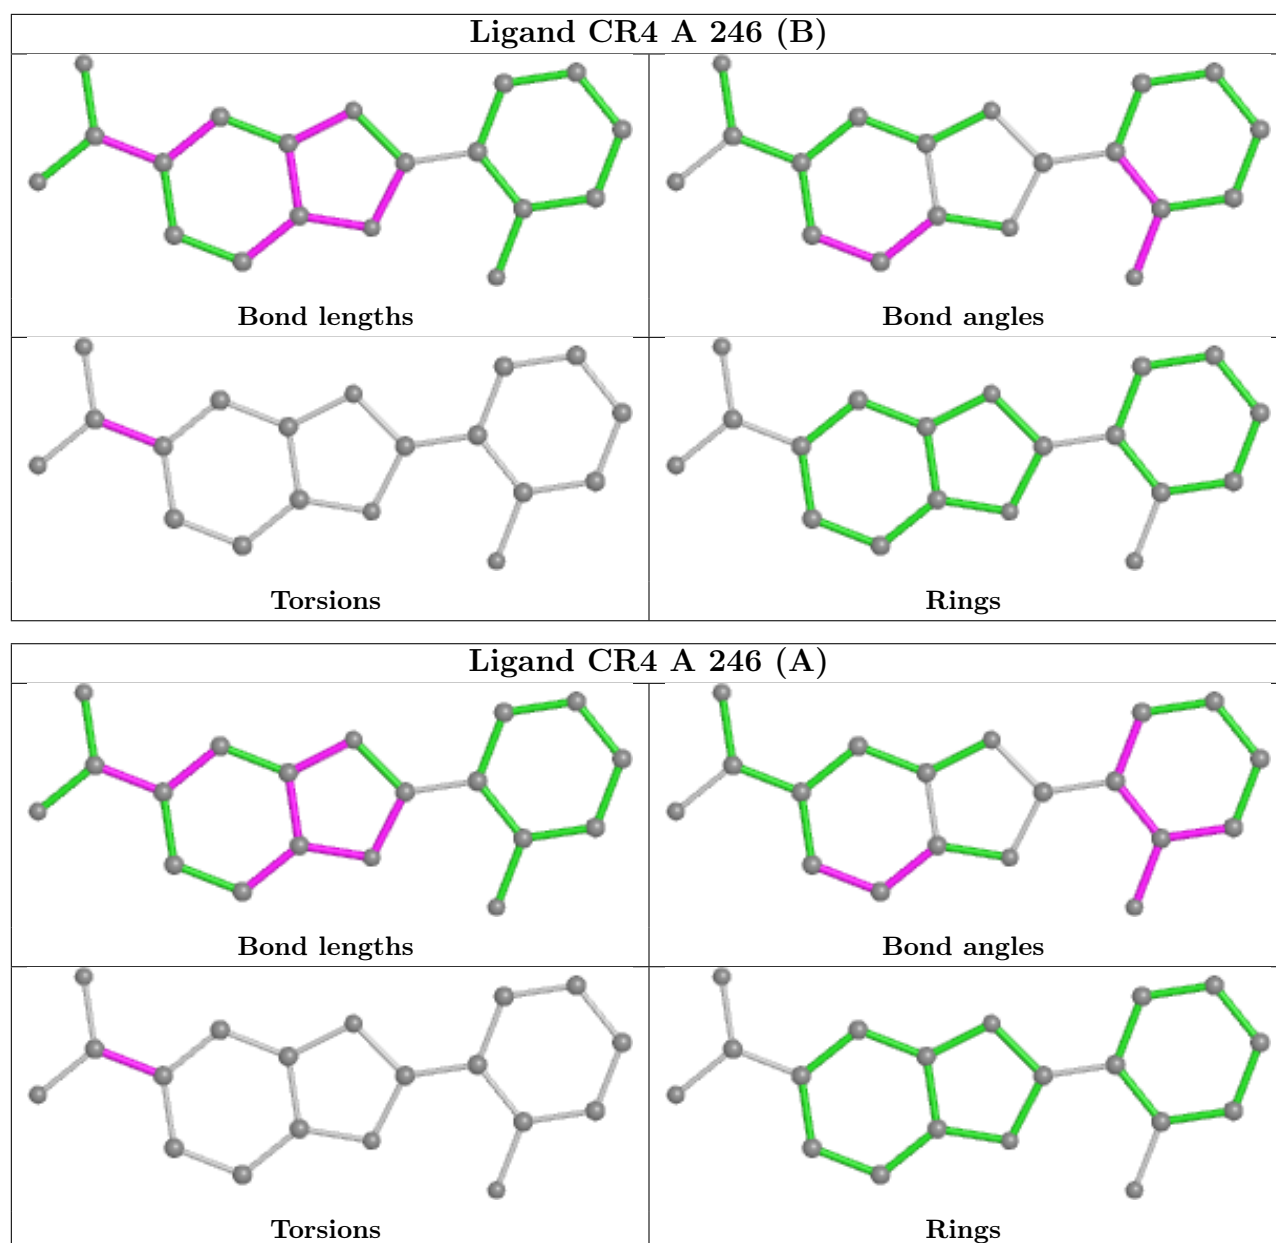 Ligand CR4 A 246 (B)
Bond lengths
Bond angles
Torsions
Rings
Ligand CR4 A 246 (A)
Bond lengths
Bond angles
Torsions
Rings